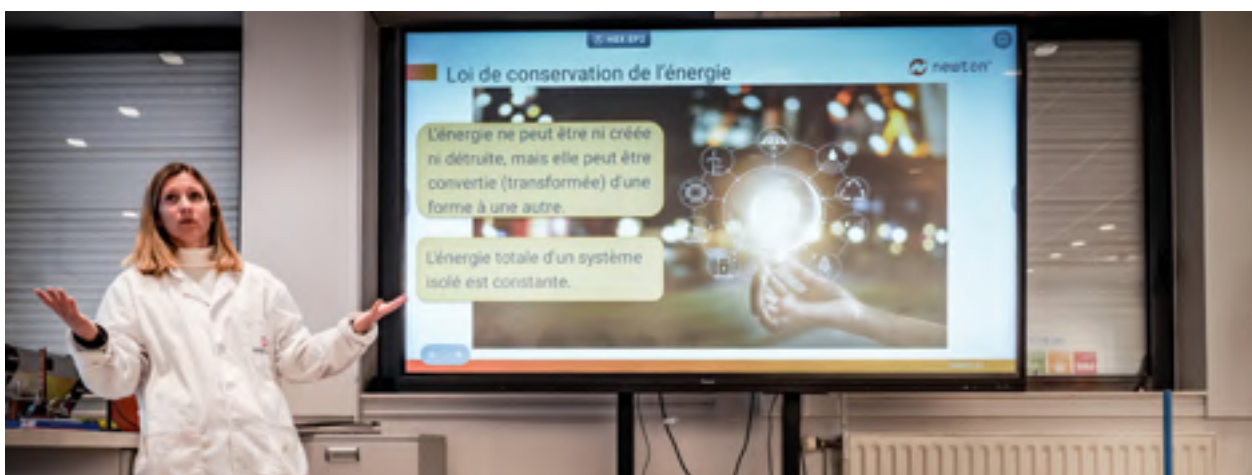 Loi de conservation de l'énergie
newton
L'énergie ne peut être ni créée
ni détruite, mais elle peut être
convertie (transformée) d'une
forme à une autre.
L'énergie totale d'un système
isolé est constante.